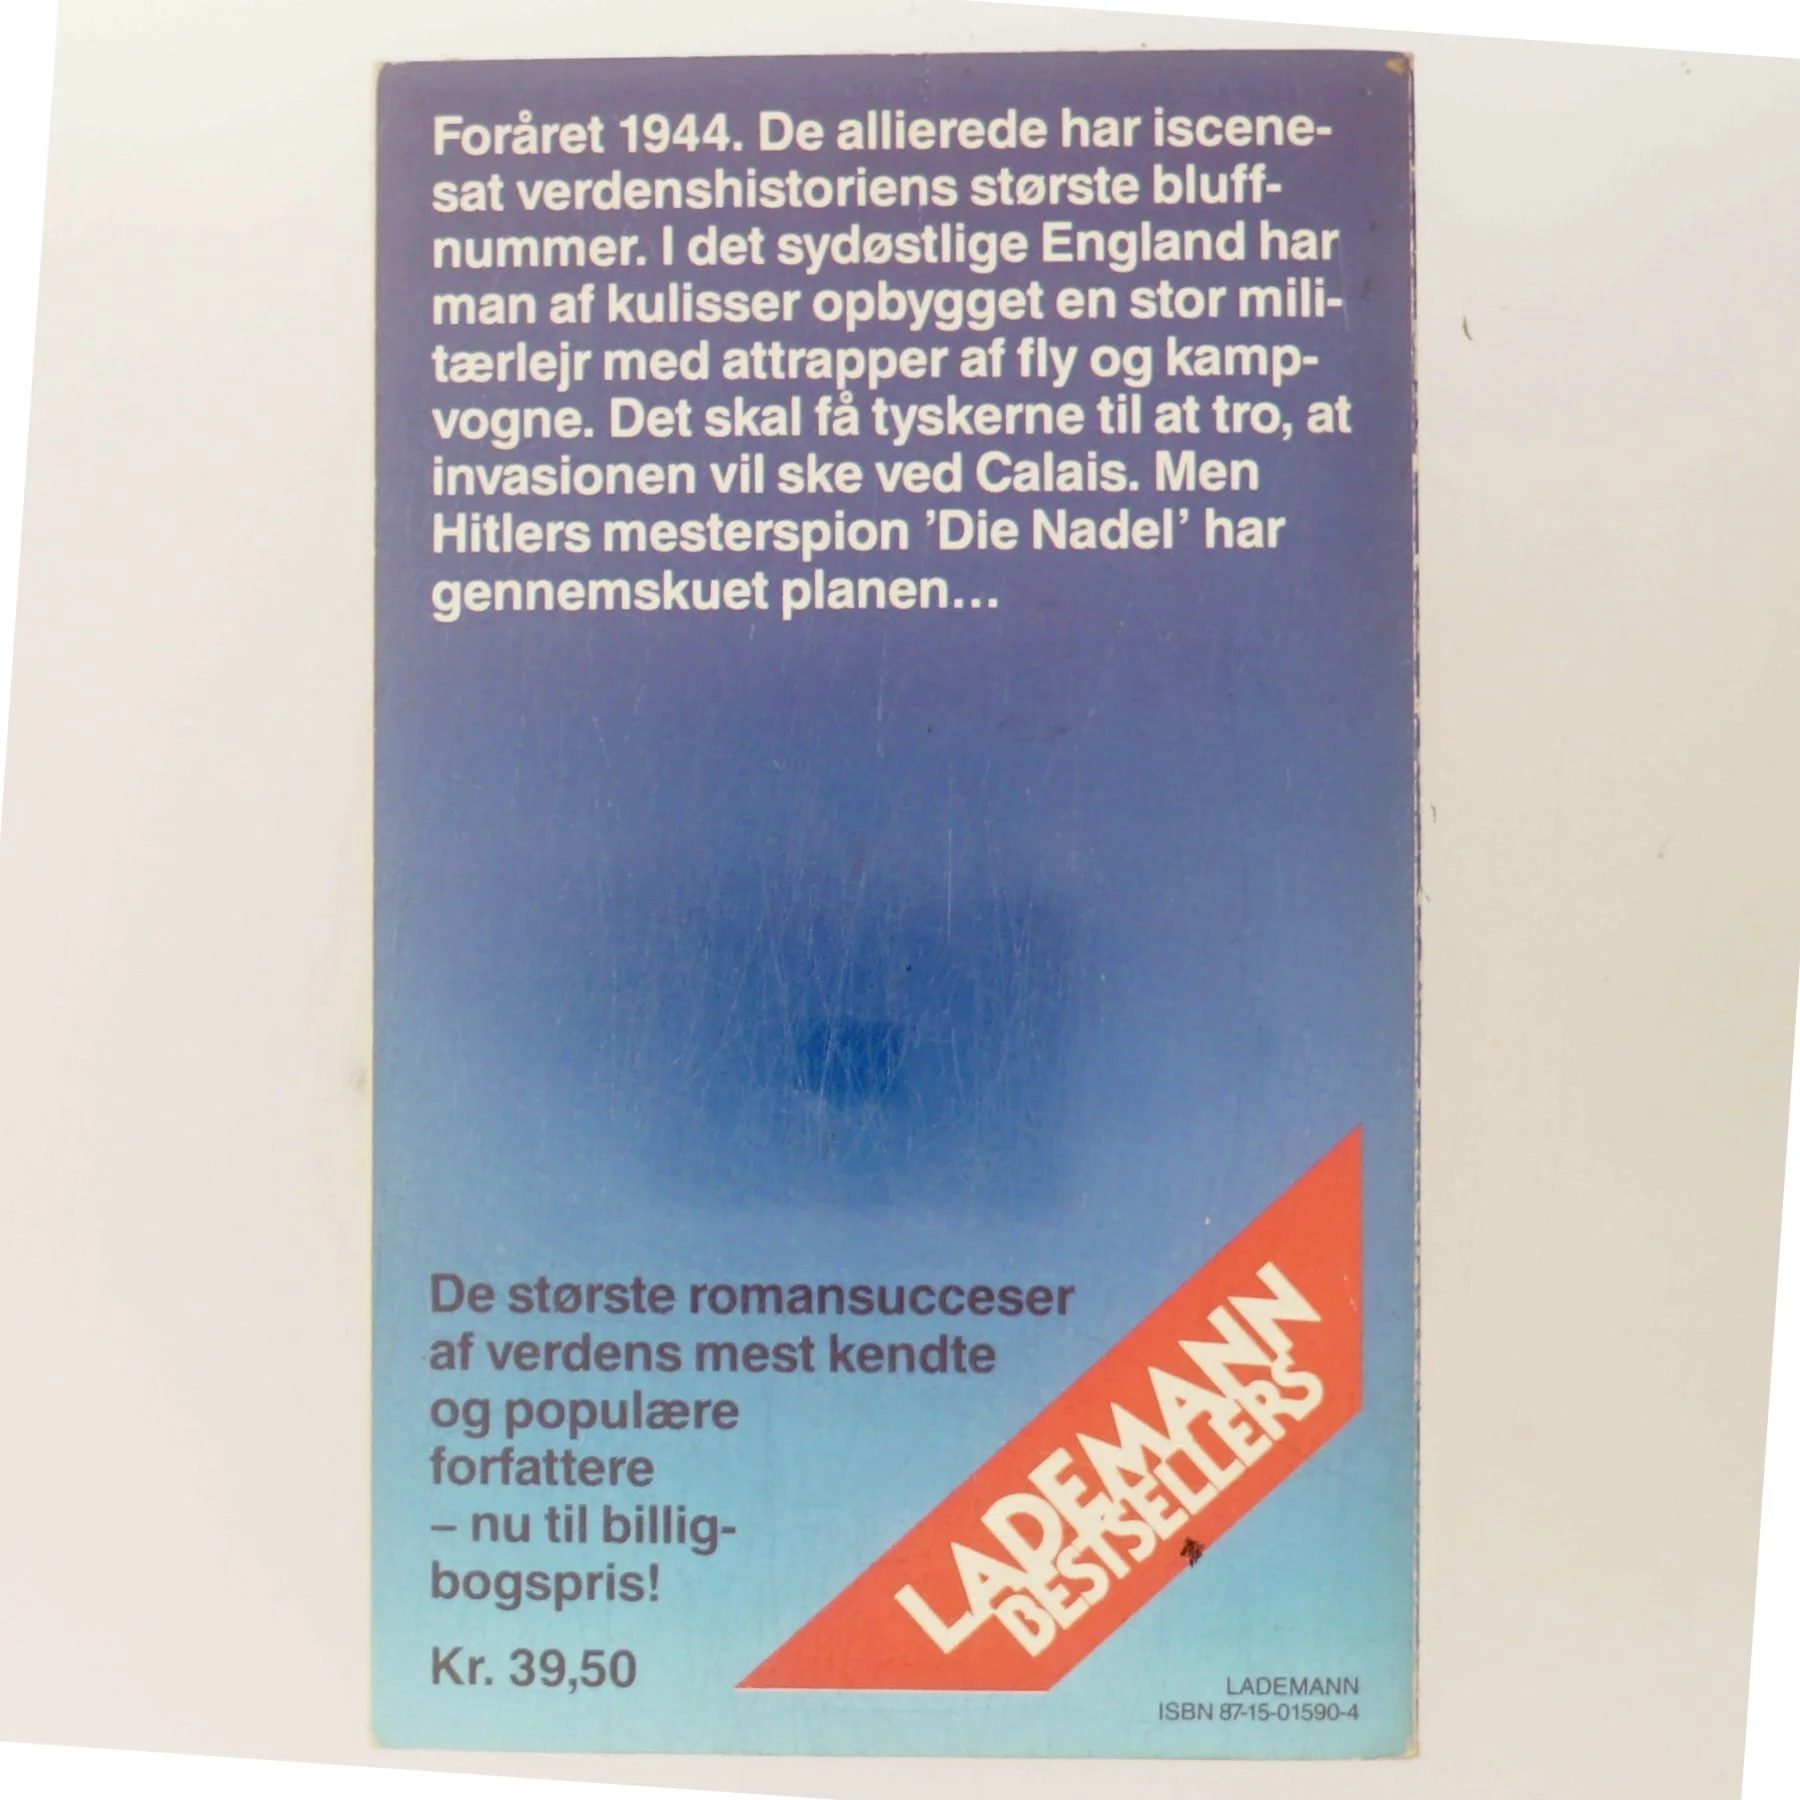 Foråret 1944. De allierede har iscene-
sat verdenshistoriens største bluff-
nummer. I det sydøstlige England har
man af kulisser opbygget en stor mili-
tærlejr med attrapper af fly og kamp-
vogne. Det skal få tyskerne til at tro, at
invasionen vil ske ved Calais. Men
Hitlers mesterspion ’Die Nadel’ har
gennemskuet planen...
De største romansucceser
af verdens mest kendte
og populære
forfattere
– nu til billig-
bogspris!
Kr. 39,50
LADEMANN
BESTSELLERS
LADEMANN
ISBN 87-15-01590-4